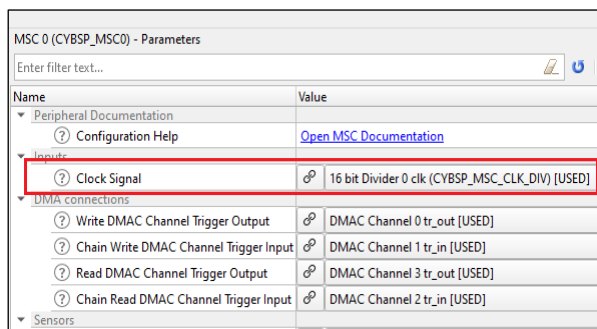 MSC 0 (CYBSP_MSC0) - Parameters
Enter filter text...
Name Value
Peripheral Documentation
? Configuration Help Open MSC Documentation
Inputs
? Clock Signal 16 bit Divider 0 clk (CYBSP_MSC_CLK_DIV) [USED]
DMA connections
? Write DMAC Channel Trigger Output DMAC Channel 0 tr_out [USED]
? Chain Write DMAC Channel Trigger Input DMAC Channel 1 tr_in [USED]
? Read DMAC Channel Trigger Output DMAC Channel 3 tr_out [USED]
? Chain Read DMAC Channel Trigger Input DMAC Channel 2 tr_in [USED]
Sensors